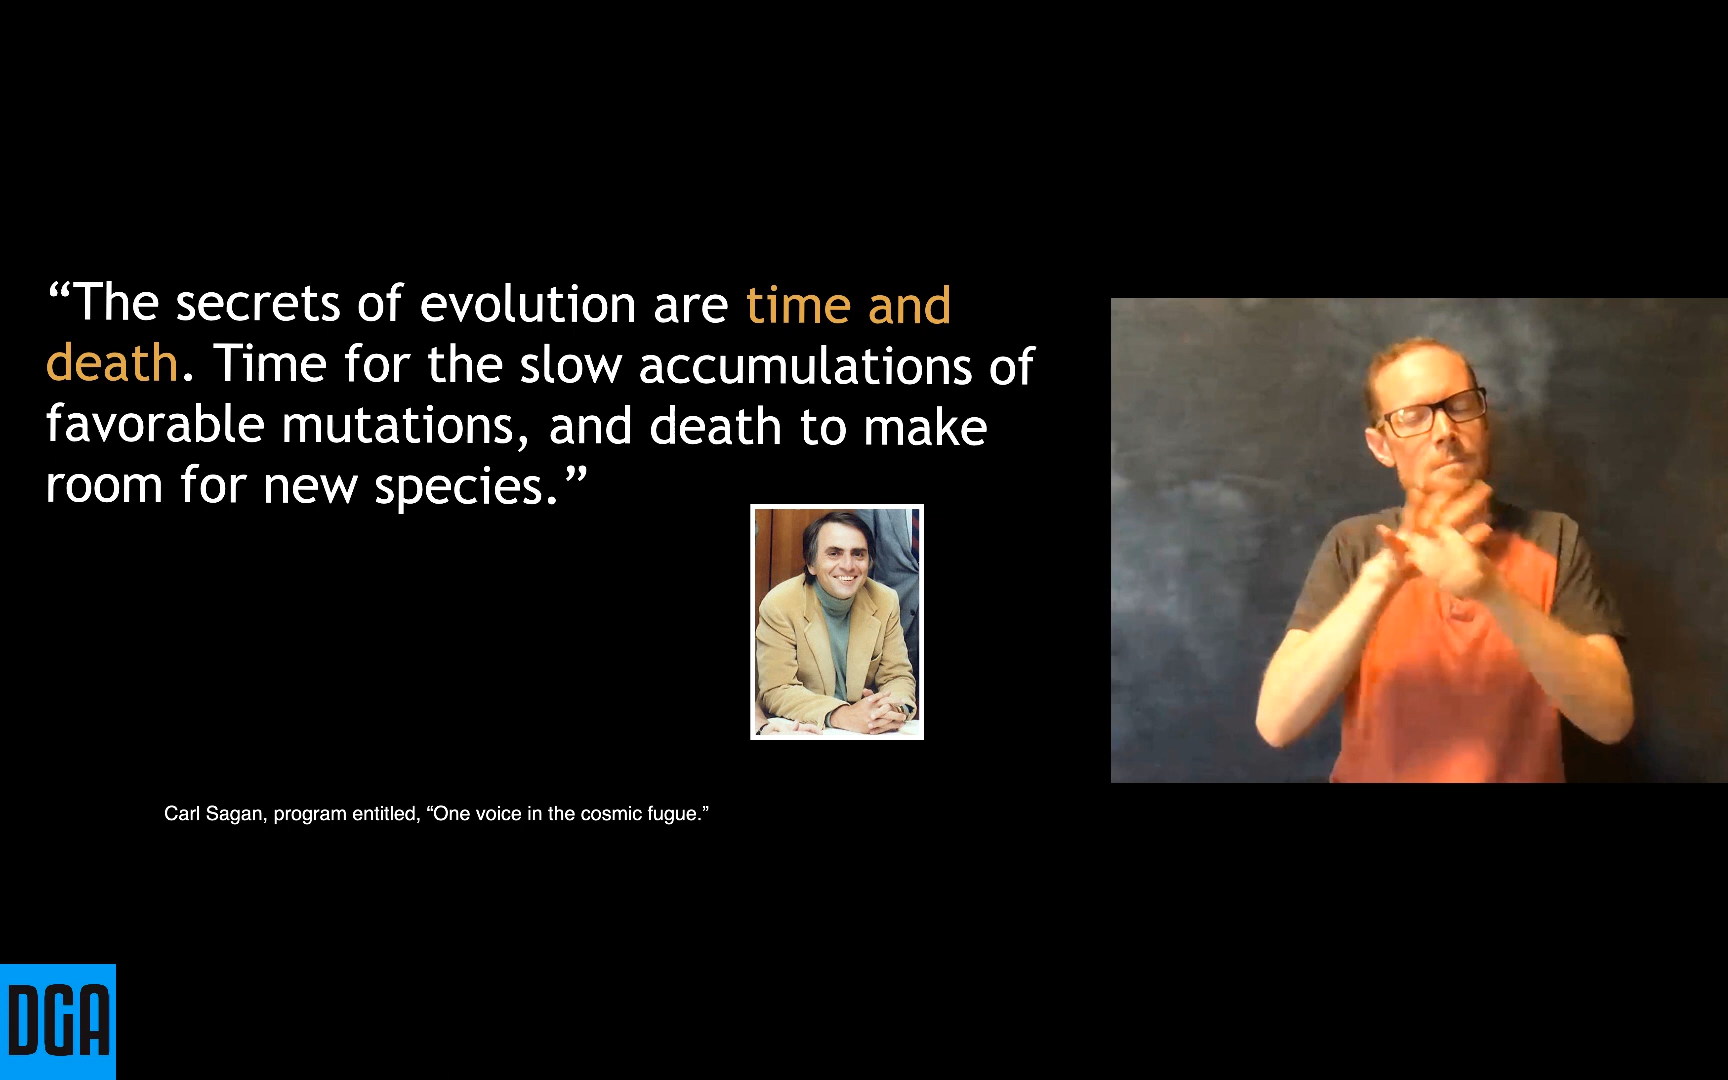 “The secrets of evolution are time and
death. Time for the slow accumulations of
favorable mutations, and death to make
room for new species.”
Carl Sagan, program entitled, “One voice in the cosmic fugue.”
DGA